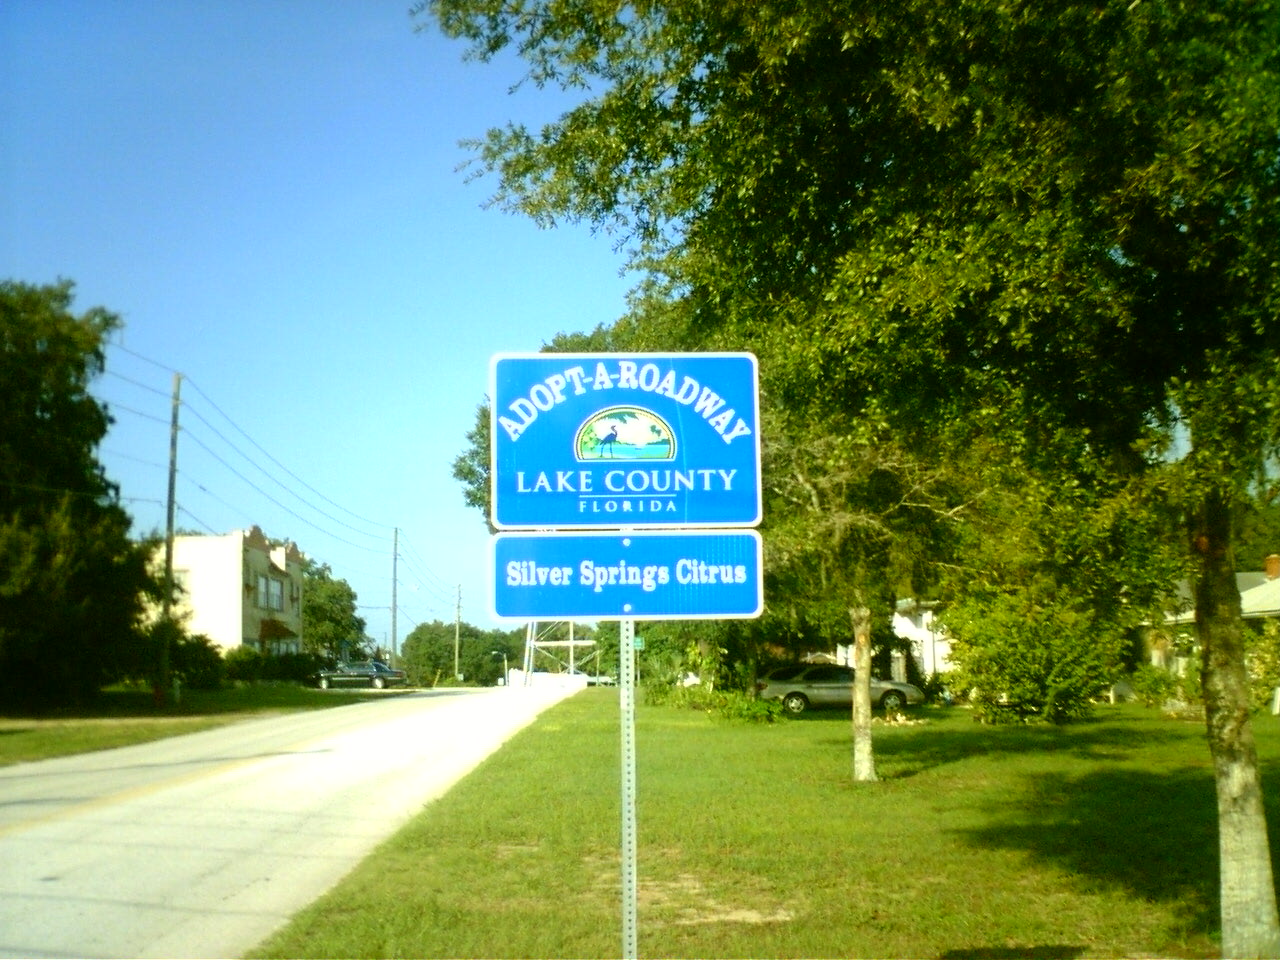 ADOPT-A-ROADWAY
LAKE COUNTY
FLORIDA
Silver Springs Citrus